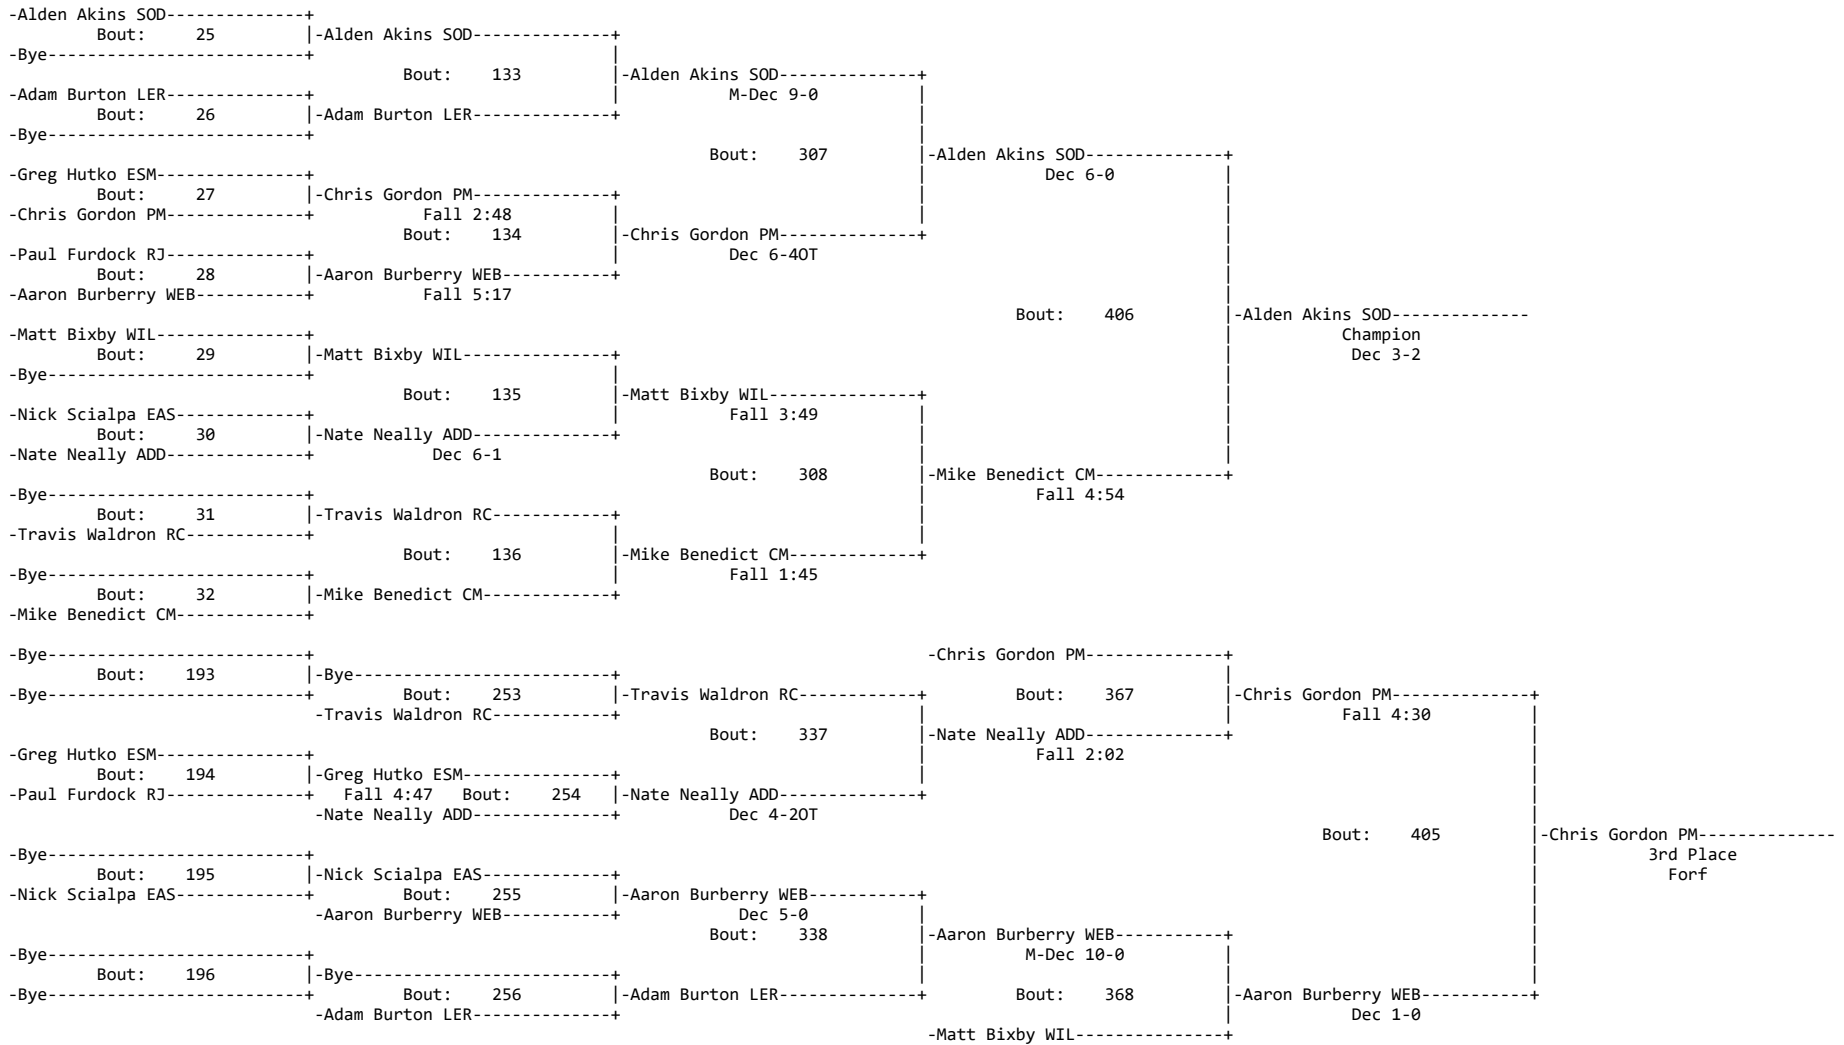 -Alden Akins SOD--------------+
Bout: 25 |-Alden Akins SOD--------------+
-Bye--------------------------+ |
Bout: 133 |-Alden Akins SOD--------------+
-Adam Burton LER--------------+ | M-Dec 9-0 |
Bout: 26 |-Adam Burton LER--------------+ |
-Bye--------------------------+ |
Bout: 307 |-Alden Akins SOD--------------+
-Greg Hutko ESM---------------+ | Dec 6-0 |
Bout: 27 |-Chris Gordon PM--------------+ | |
-Chris Gordon PM--------------+ Fall 2:48 | | |
Bout: 134 |-Chris Gordon PM--------------+ |
-Paul Furdock RJ--------------+ | Dec 6-4OT |
Bout: 28 |-Aaron Burberry WEB-----------+ |
-Aaron Burberry WEB-----------+ Fall 5:17 |
Bout: 406 |-Alden Akins SOD--------------
-Matt Bixby WIL---------------+ | Champion
Bout: 29 |-Matt Bixby WIL---------------+ | Dec 3-2
-Bye--------------------------+ | |
Bout: 135 |-Matt Bixby WIL---------------+ |
-Nick Scialpa EAS-------------+ | Fall 3:49 | |
Bout: 30 |-Nate Neally ADD--------------+ | |
-Nate Neally ADD--------------+ Dec 6-1 | |
Bout: 308 |-Mike Benedict CM-------------+
-Bye--------------------------+ | Fall 4:54
Bout: 31 |-Travis Waldron RC------------+ |
-Travis Waldron RC------------+ | |
Bout: 136 |-Mike Benedict CM-------------+
-Bye--------------------------+ | Fall 1:45
Bout: 32 |-Mike Benedict CM-------------+
-Mike Benedict CM-------------+
-Bye--------------------------+ -Chris Gordon PM--------------+
Bout: 193 |-Bye--------------------------+ |
-Bye--------------------------+ Bout: 253 |-Travis Waldron RC------------+ Bout: 367 |-Chris Gordon PM--------------+
-Travis Waldron RC------------+ | | Fall 4:30 |
Bout: 337 |-Nate Neally ADD--------------+ |
-Greg Hutko ESM---------------+ | Fall 2:02 |
Bout: 194 |-Greg Hutko ESM---------------+ | |
-Paul Furdock RJ--------------+ Fall 4:47 Bout: 254 |-Nate Neally ADD--------------+ |
-Nate Neally ADD--------------+ Dec 4-2OT |
Bout: 405 |-Chris Gordon PM--------------
-Bye--------------------------+ | 3rd Place
Bout: 195 |-Nick Scialpa EAS-------------+ | Forf
-Nick Scialpa EAS-------------+ Bout: 255 |-Aaron Burberry WEB-----------+ |
-Aaron Burberry WEB-----------+ Dec 5-0 | |
Bout: 338 |-Aaron Burberry WEB-----------+ |
-Bye--------------------------+ | M-Dec 10-0 | |
Bout: 196 |-Bye--------------------------+ | | |
-Bye--------------------------+ Bout: 256 |-Adam Burton LER--------------+ Bout: 368 |-Aaron Burberry WEB-----------+
-Adam Burton LER--------------+ | Dec 1-0
-Matt Bixby WIL---------------+